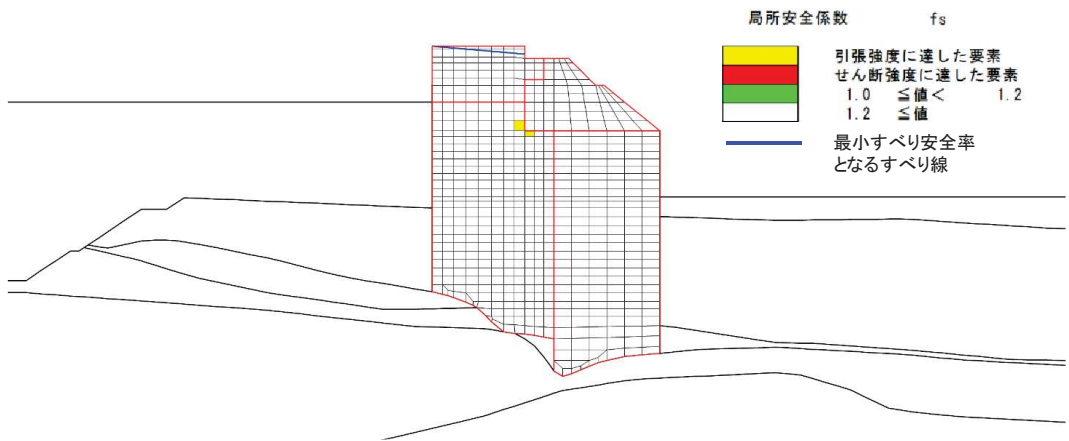 局所安全係数 fs
引張強度に達した要素
せん断強度に達した要素
1.0 ≦値< 1.2
1.2 ≦値
最小すべり安全率
となるすべり線